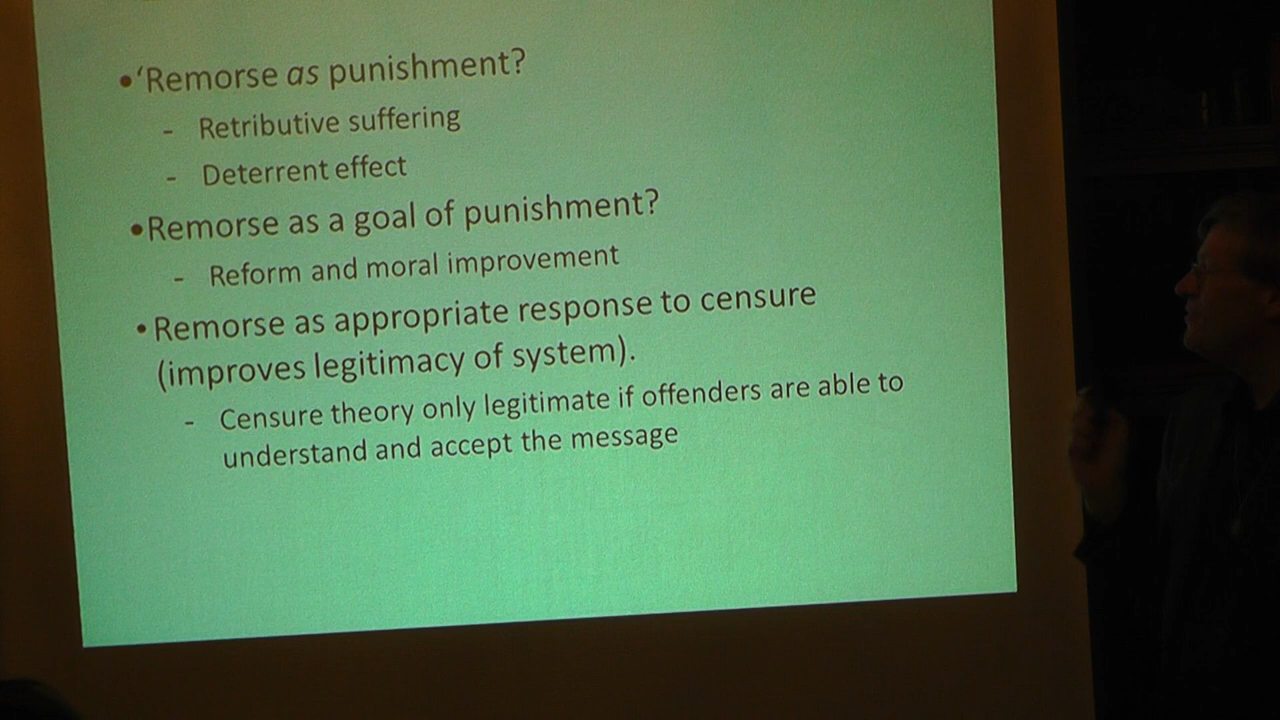 •‘Remorse as punishment?
- Retributive suffering
- Deterrent effect
•Remorse as a goal of punishment?
- Reform and moral improvement
• Remorse as appropriate response to censure
(improves legitimacy of system).
- Censure theory only legitimate if offenders are able to
understand and accept the message